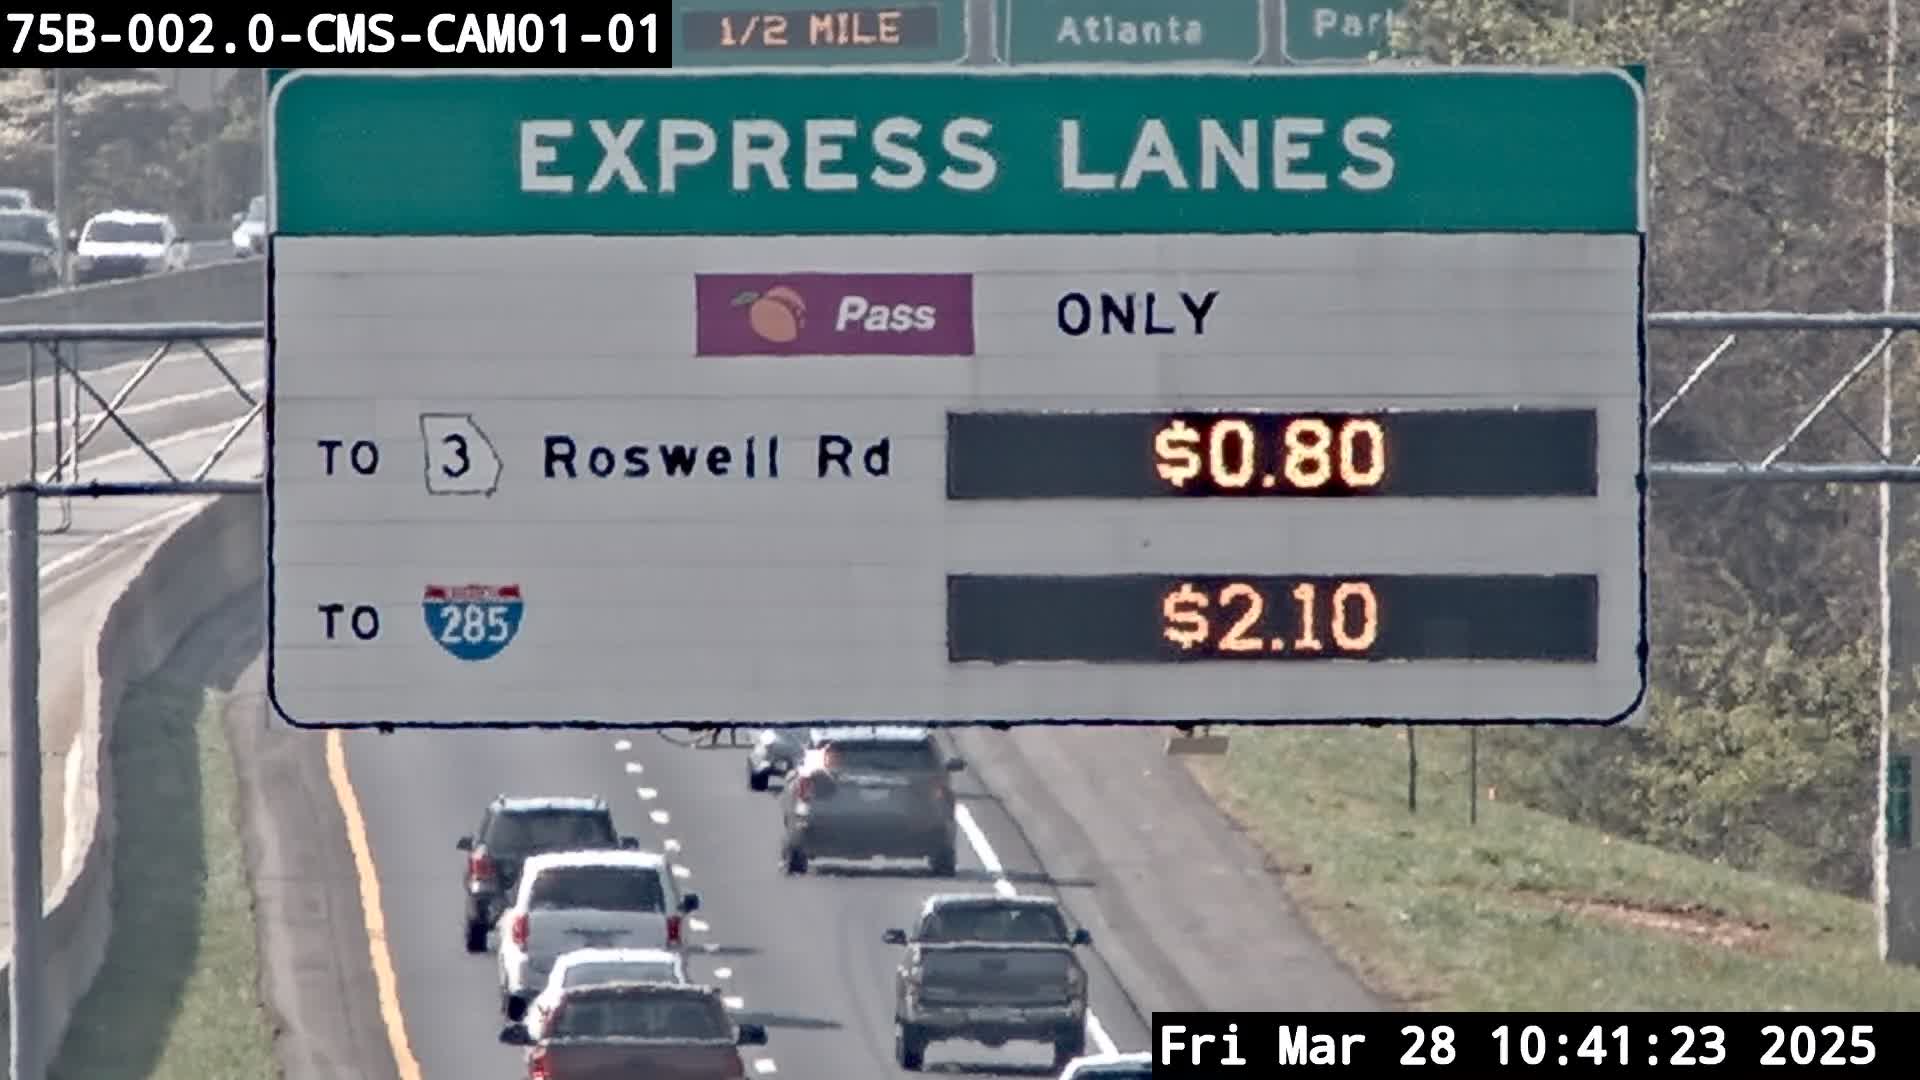 75B-002.0-CMS-CAM01-01
1/2 MILE
Atlanta
EXPRESS LANES
Pass ONLY
TO 3 Roswell Rd $0.80
TO 285 $2.10
Fri Mar 28 10:41:23 2025